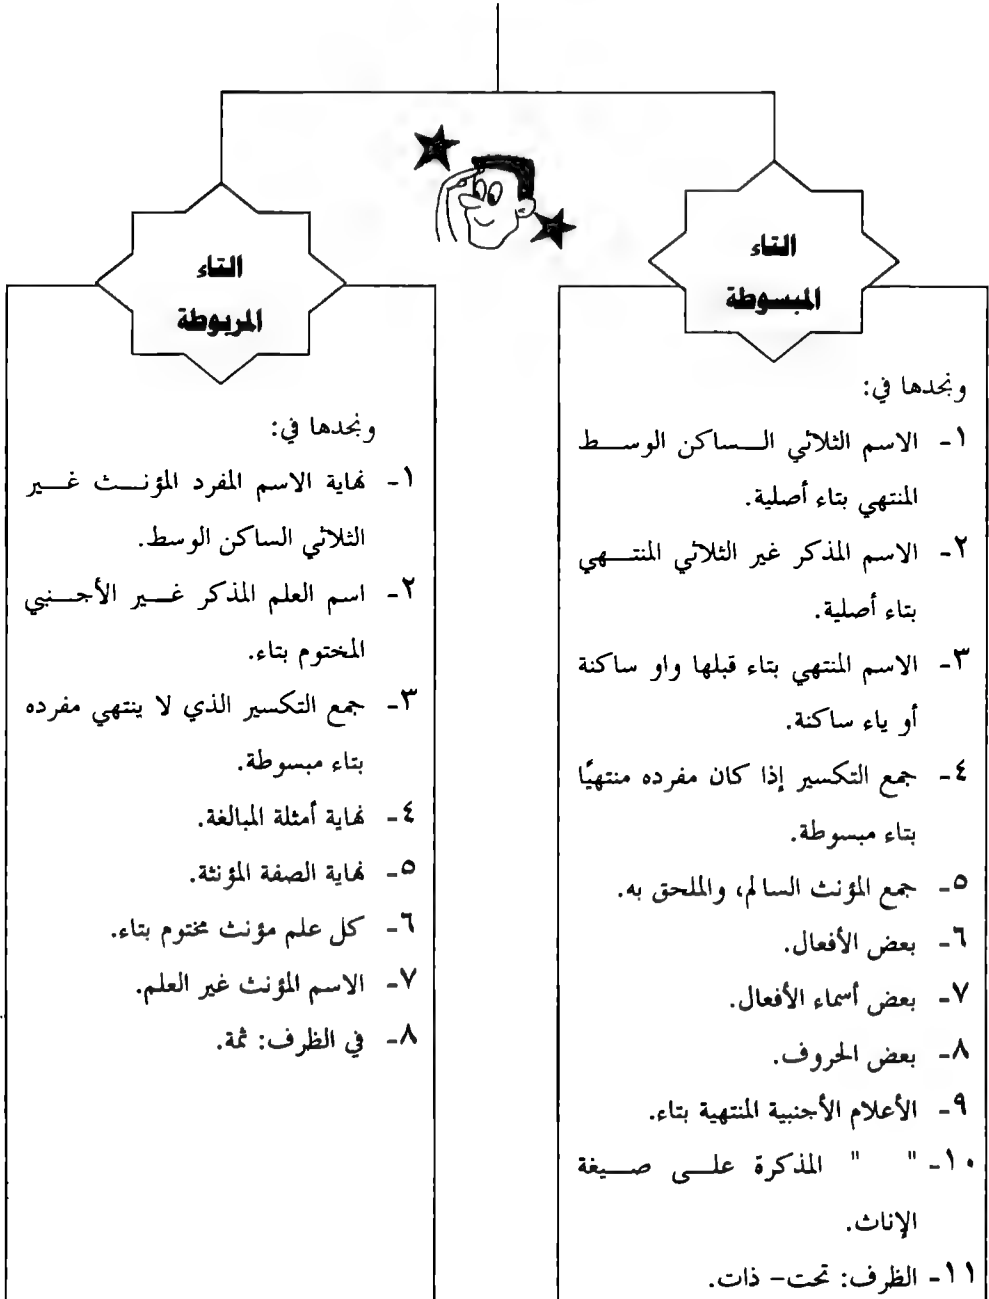 التاء
المبسوطة
ونجدها في:
١- الاسم الثلاثي الساكن الوسط
المنتهي بتاء أصلية.
٢- الاسم المذكر غير الثلاثي المنتهي
بتاء أصلية.
٣- الاسم المنتهي بتاء قبلها واو ساكنة
أو ياء ساكنة.
٤- جمع التكسير إذا كان مفرده منتهيًا
بتاء مبسوطة.
٥- جمع المؤنث السالم، والملحق به.
٦- بعض الأفعال.
٧- بعض أسماء الأفعال.
٨- بعض الحروف.
٩- الأعلام الأجنبية المنتهية بتاء.
١٠- " " المذكرة على صيغة
الإناث.
١١- الظرف: تحت- ذات.
التاء
المربوطة
ونجدها في:
١- نهاية الاسم المفرد المؤنث غير
الثلاثي الساكن الوسط.
٢- اسم العلم المذكر غير الأجنبي
المختوم بتاء.
٣- جمع التكسير الذي لا ينتهي مفرده
بتاء مبسوطة.
٤- نهاية أمثلة المبالغة.
٥- نهاية الصفة المؤنثة.
٦- كل علم مؤنث مختوم بتاء.
٧- الاسم المؤنث غير العلم.
٨- في الظرف: ثمة.